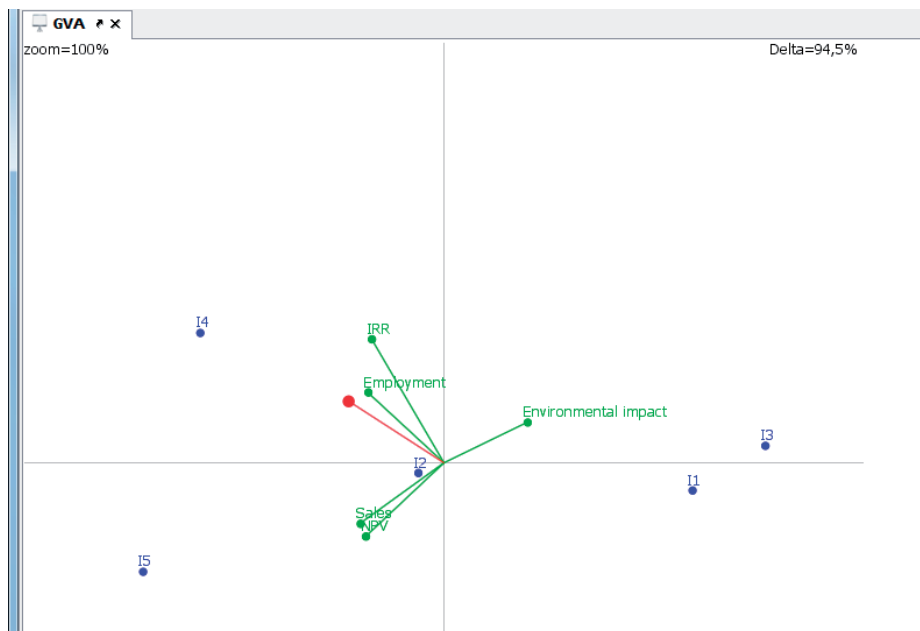 GVA
zoom=100%
Delta=94,5%
I4
IRR
Employment
Environmental impact
I3
I2
I1
Sales
NPV
I5